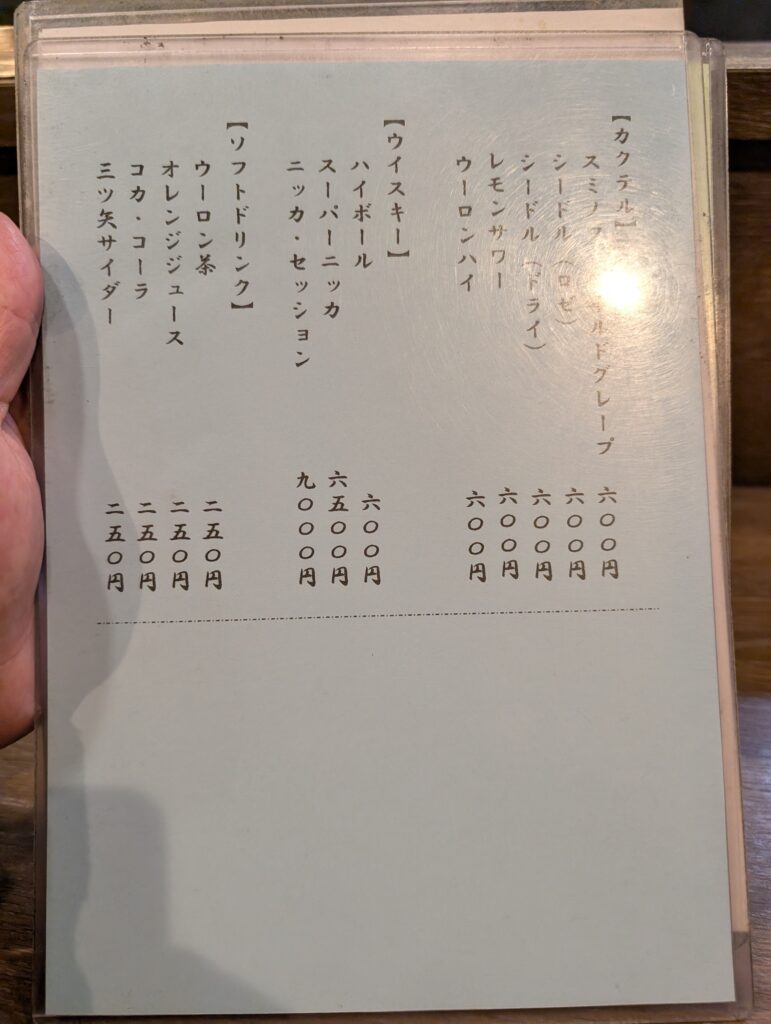 【カクテル】
スミノフ ルドグレープ 六〇〇円
シードル（ロゼ） 六〇〇円
シードル（ドライ） 六〇〇円
レモンサワー 六〇〇円
ウーロンハイ 六〇〇円
【ウイスキー】
ハイボール 六〇〇円
スーパーニッカ 六五〇〇円
ニッカ・セッション 九〇〇〇円
【ソフトドリンク】
ウーロン茶 二五〇円
オレンジジュース 二五〇円
コカ・コーラ 二五〇円
三ツ矢サイダー 二五〇円